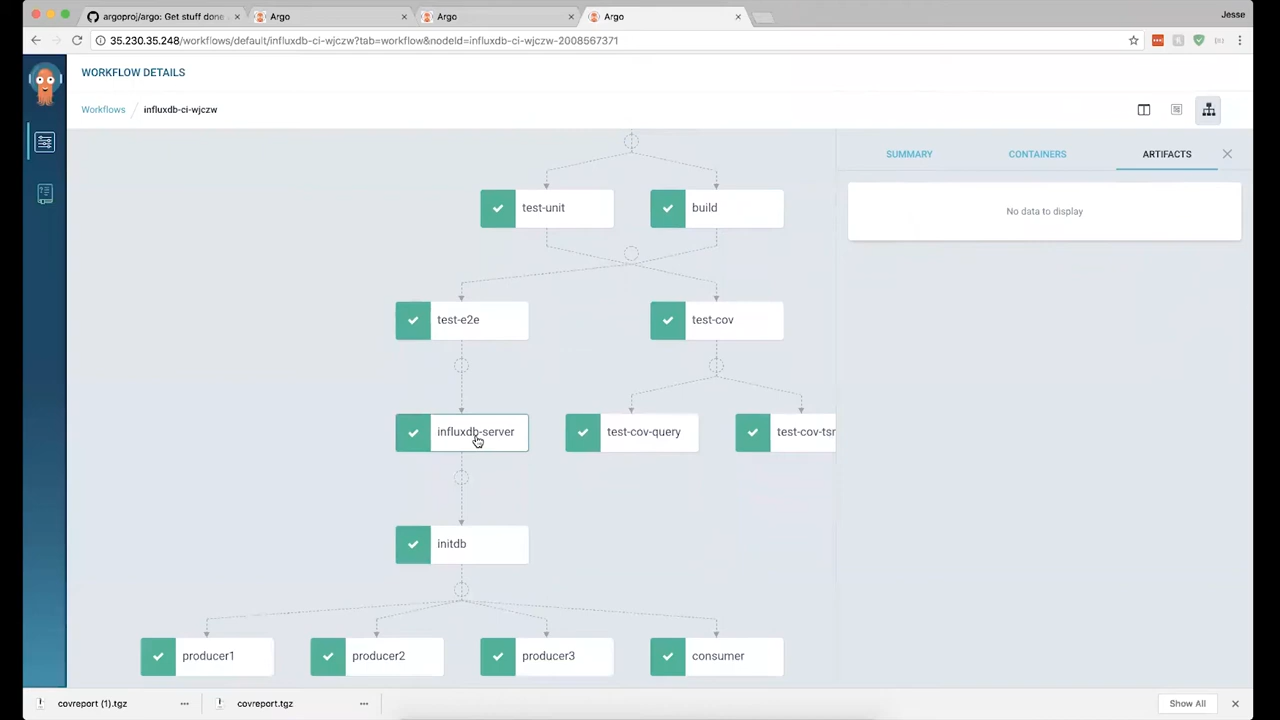 argoproj/argo: Get stuff done
Argo
Argo
Argo
Jesse
35.230.35.248/workflows/default/influxdb-ci-wjczw?tab=workflow&nodeId=influxdb-ci-wjczw-2008567371
WORKFLOW DETAILS
Workflows / influxdb-ci-wjczw
SUMMARY
CONTAINERS
ARTIFACTS
No data to display
test-unit
build
test-e2e
test-cov
influxdb-server
test-cov-query
test-cov-tsm
initdb
producer1
producer2
producer3
consumer
covreport (1).tgz
covreport.tgz
Show All